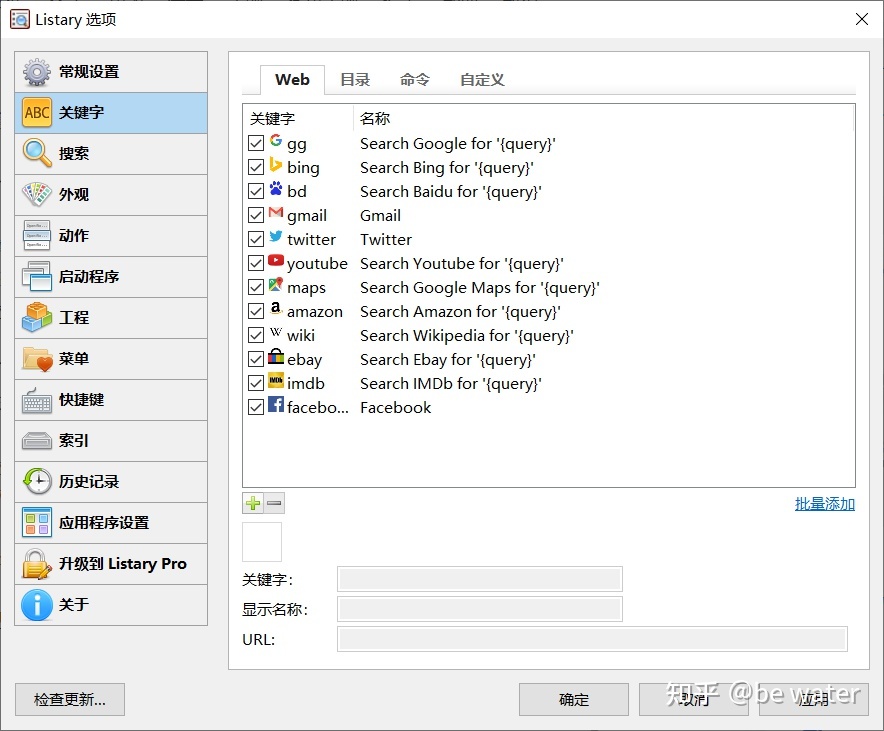 Listary 选项
常规设置
ABC 关键字
搜索
外观
动作
启动程序
工程
菜单
快捷键
索引
历史记录
应用程序设置
升级到 Listary Pro
关于
Web 目录 命令 自定义
关键字 名称
gg Search Google for '{query}'
bing Search Bing for '{query}'
bd Search Baidu for '{query}'
gmail Gmail
twitter Twitter
youtube Search Youtube for '{query}'
maps Search Google Maps for '{query}'
amazon Search Amazon for '{query}'
wiki Search Wikipedia for '{query}'
ebay Search Ebay for '{query}'
imdb Search IMDb for '{query}'
facebo... Facebook
批量添加
关键字:
显示名称:
URL:
检查更新... 确定 取消 应用
知乎 @be water